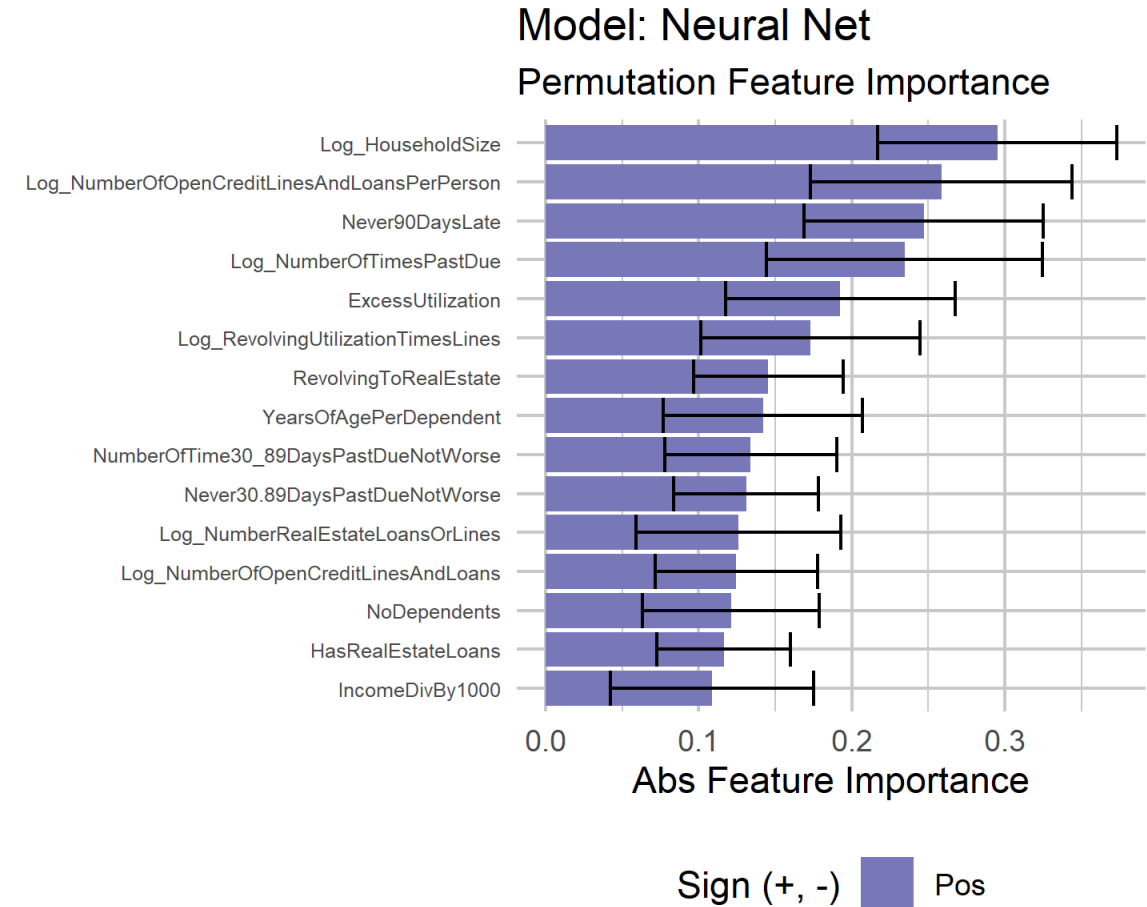 Model: Neural Net
Permutation Feature Importance
Log_HouseholdSize
Log_NumberOfOpenCreditLinesAndLoansPerPerson
Never90DaysLate
Log_NumberOfTimesPastDue
ExcessUtilization
Log_RevolvingUtilizationTimesLines
RevolvingToRealEstate
YearsOfAgePerDependent
NumberOfTime30_89DaysPastDueNotWorse
Never30.89DaysPastDueNotWorse
Log_NumberRealEstateLoansOrLines
Log_NumberOfOpenCreditLinesAndLoans
NoDependents
HasRealEstateLoans
IncomeDivBy1000
0.0 0.1 0.2 0.3
Abs Feature Importance
Sign (+, -) Pos